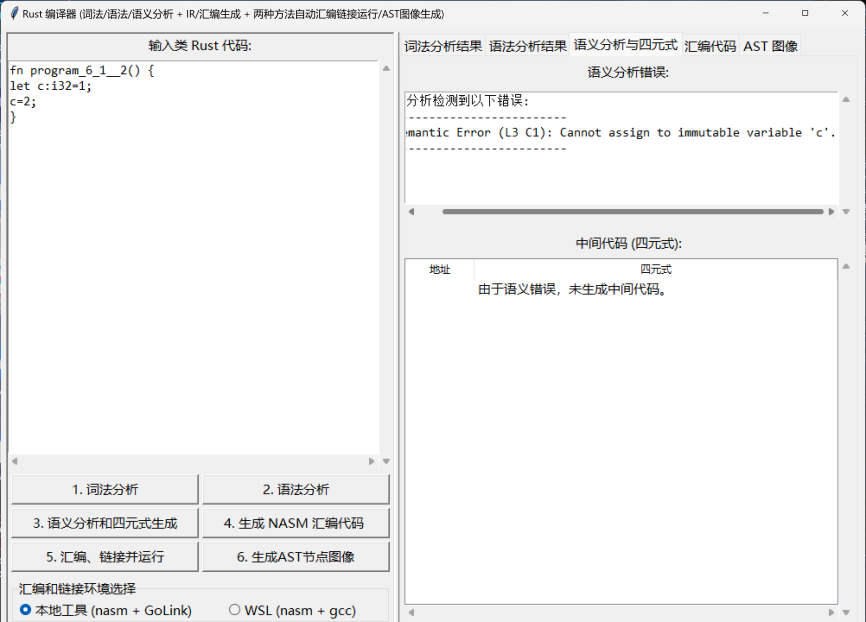 Rust 编译器 (词法/语法/语义分析 + IR/汇编生成 + 两种方法自动汇编链接运行/AST图像生成)
输入类 Rust 代码:
fn program_6_1__2() {
let c:i32=1;
c=2;
}
1. 词法分析
2. 语法分析
3. 语义分析和四元式生成
4. 生成 NASM 汇编代码
5. 汇编、链接并运行
6. 生成AST节点图像
汇编和链接环境选择
本地工具 (nasm + GoLink)
WSL (nasm + gcc)
词法分析结果 语法分析结果 语义分析与四元式 汇编代码 AST 图像
语义分析错误:
分析检测到以下错误:
-----------------------
mantic Error (L3 C1): Cannot assign to immutable variable 'c'.
-----------------------
中间代码 (四元式):
地址 四元式
由于语义错误，未生成中间代码。